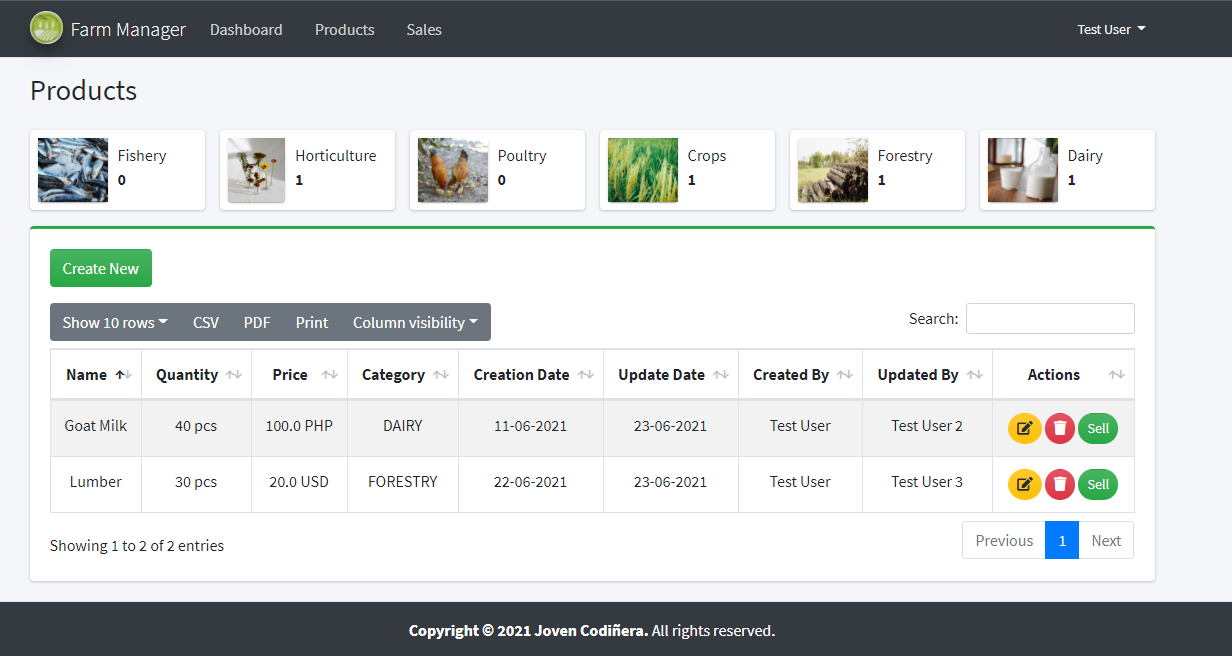 Farm Manager Dashboard Products Sales Test User
Products
Fishery Horticulture Poultry Crops Forestry Dairy
0 1 0 1 1 1
Create New
Show 10 rows CSV PDF Print Column visibility Search:
Name Quantity Price Category Creation Date Update Date Created By Updated By Actions
Goat Milk 40 pcs 100.0 PHP DAIRY 11-06-2021 23-06-2021 Test User Test User 2 Sell
Lumber 30 pcs 20.0 USD FORESTRY 22-06-2021 23-06-2021 Test User Test User 3 Sell
Showing 1 to 2 of 2 entries Previous 1 Next
Copyright © 2021 Joven Codiñera. All rights reserved.